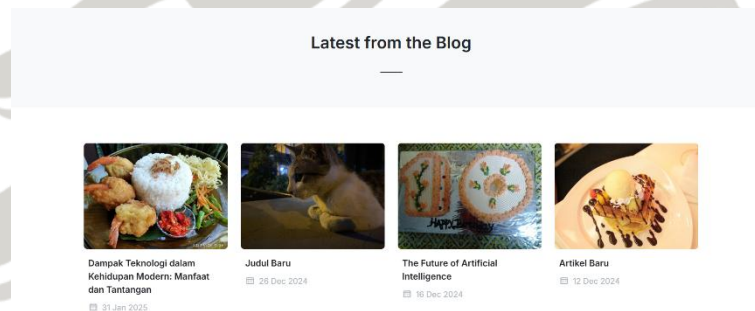 Latest from the Blog
Dampak Teknologi dalam
Kehidupan Modern: Manfaat
dan Tantangan
31 Jan 2025
Judul Baru
26 Dec 2024
The Future of Artificial
Intelligence
16 Dec 2024
Artikel Baru
12 Dec 2024